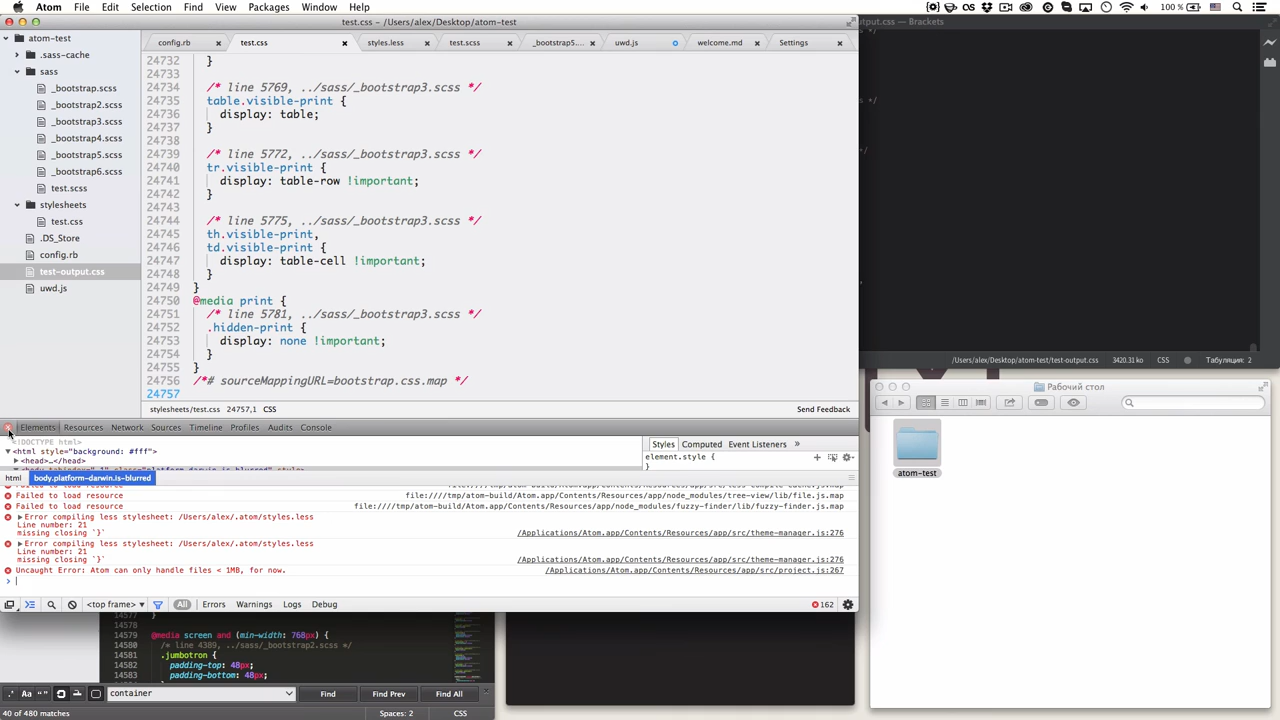 Atom File Edit Selection View Find Packages Window Help
100 %
test.css – /Users/alex/Desktop/atom-test
output.css — Brackets
atom-test
.sass-cache
sass
_bootstrap.scss
_bootstrap2.scss
_bootstrap3.scss
_bootstrap4.scss
_bootstrap5.scss
_bootstrap6.scss
test.scss
stylesheets
test.css
.DS_Store
config.rb
test-output.css
uwd.js
config.rb test.css styles.less test.scss _bootstrap5.... uwd.js welcome.md Settings
24732 }
24733
24734 /* line 5769, ../sass/_bootstrap3.scss */
24735 table.visible-print {
24736 display: table;
24737 }
24738
24739 /* line 5772, ../sass/_bootstrap3.scss */
24740 tr.visible-print {
24741 display: table-row !important;
24742 }
24743
24744 /* line 5775, ../sass/_bootstrap3.scss */
24745 th.visible-print,
24746 td.visible-print {
24747 display: table-cell !important;
24748 }
24749 }
24750 @media print {
24751 /* line 5781, ../sass/_bootstrap3.scss */
24752 .hidden-print {
24753 display: none !important;
24754 }
24755 }
24756 /*# sourceMappingURL=bootstrap.css.map */
24757
stylesheets/test.css 24757,1 CSS Send Feedback
Elements Resources Network Sources Timeline Profiles Audits Console
<!DOCTYPE html>
<html style="background: #fff">
<head>…</head>
html body.platform-darwin.is-blurred
Styles Computed Event Listeners »
element.style {
}
Failed to load resource file:////tmp/atom-build/Atom.app/Contents/Resources/app/node_modules/tree-view/lib/file.js.map
Failed to load resource file:////tmp/atom-build/Atom.app/Contents/Resources/app/node_modules/fuzzy-finder/lib/fuzzy-finder.js.map
Error compiling less stylesheet: /Users/alex/.atom/styles.less
Line number: 21
missing closing `}` /Applications/Atom.app/Contents/Resources/app/src/theme-manager.js:276
Error compiling less stylesheet: /Users/alex/.atom/styles.less
Line number: 21
missing closing `}` /Applications/Atom.app/Contents/Resources/app/src/theme-manager.js:276
Uncaught Error: Atom can only handle files < 1MB, for now. /Applications/Atom.app/Contents/Resources/app/src/project.js:267
<top frame> All Errors Warnings Logs Debug 162
/Users/alex/Desktop/atom-test/test-output.css 3420.31 ko CSS Табуляция: 2
Рабочий стол
atom-test
14578
14579 @media screen and (min-width: 768px) {
14580 /* line 4389, ../sass/_bootstrap2.scss */
14581 .jumbotron {
14582 padding-top: 48px;
14583 padding-bottom: 48px;
.* Aa “” container Find Find Prev Find All
40 of 480 matches Spaces: 2 CSS